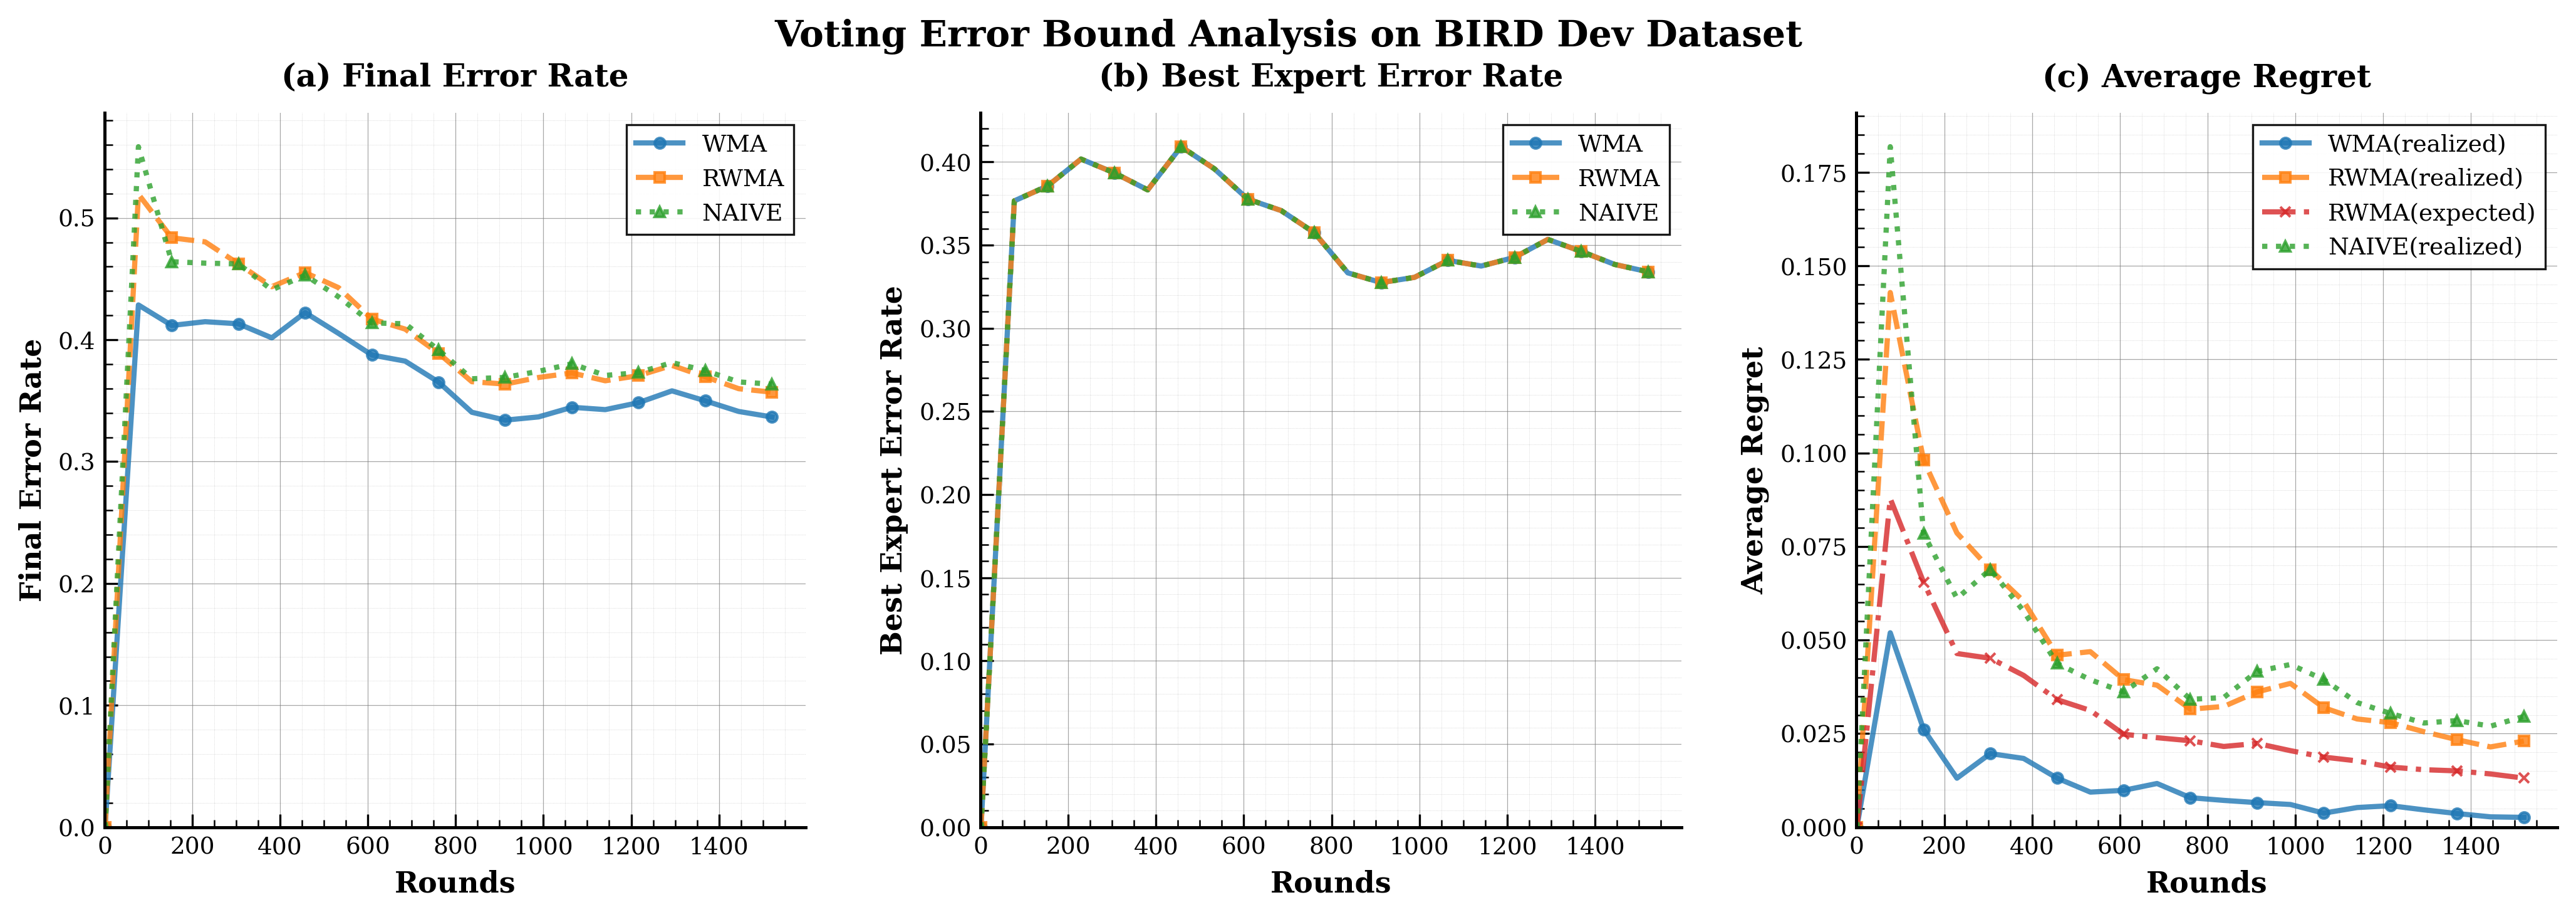 Voting Error Bound Analysis on BIRD Dev Dataset
(a) Final Error Rate
Final Error Rate
0.5
0.4
0.3
0.2
0.1
0.0
0 200 400 600 800 1000 1200 1400
Rounds
WMA
RWMA
NAIVE
(b) Best Expert Error Rate
Best Expert Error Rate
0.40
0.35
0.30
0.25
0.20
0.15
0.10
0.05
0.00
0 200 400 600 800 1000 1200 1400
Rounds
WMA
RWMA
NAIVE
(c) Average Regret
Average Regret
0.175
0.150
0.125
0.100
0.075
0.050
0.025
0.000
0 200 400 600 800 1000 1200 1400
Rounds
WMA(realized)
RWMA(realized)
RWMA(expected)
NAIVE(realized)